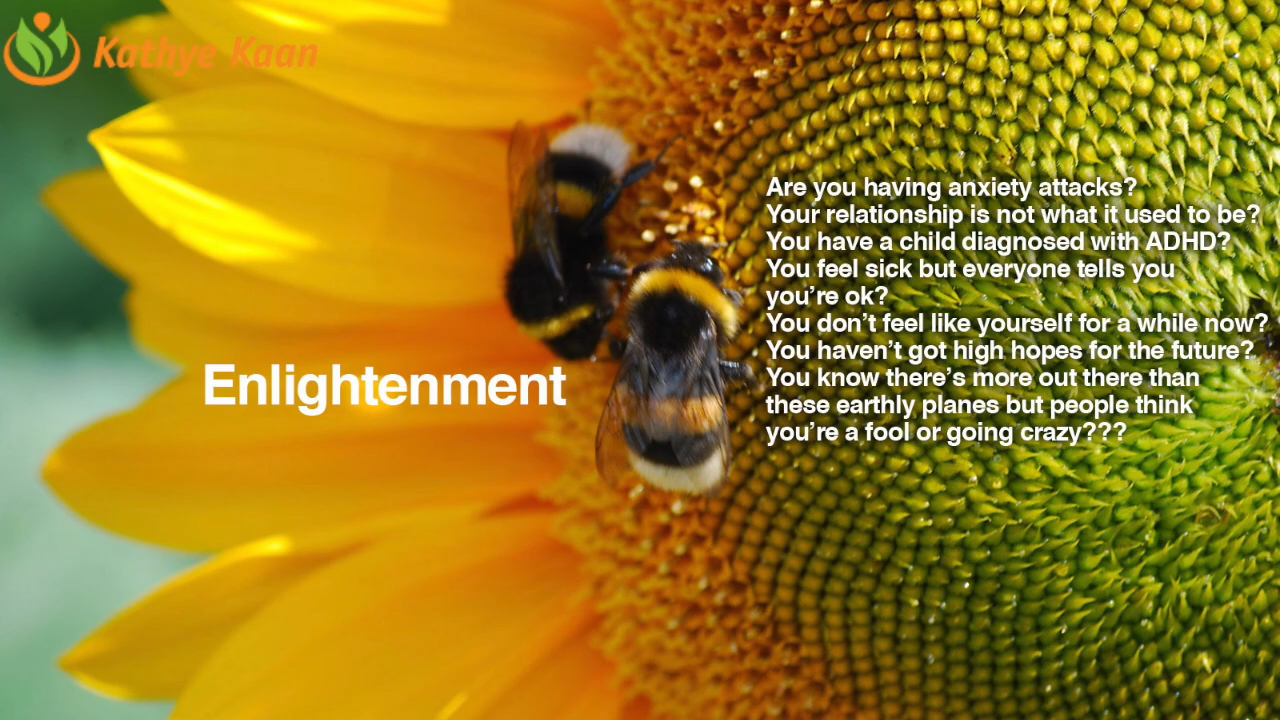 Kathye Kaan
Enlightenment
Are you having anxiety attacks?
Your relationship is not what it used to be?
You have a child diagnosed with ADHD?
You feel sick but everyone tells you
you’re ok?
You don’t feel like yourself for a while now?
You haven’t got high hopes for the future?
You know there’s more out there than
these earthly planes but people think
you’re a fool or going crazy???